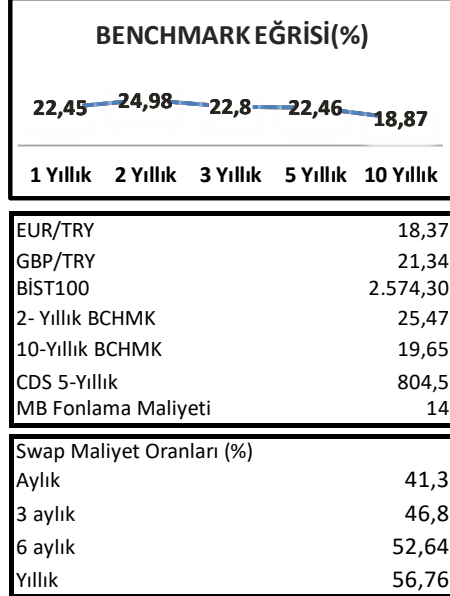 BENCHMARK EĞRİSİ(%)
22,45 24,98 22,8 22,46 18,87
1 Yıllık 2 Yıllık 3 Yıllık 5 Yıllık 10 Yıllık
EUR/TRY 18,37
GBP/TRY 21,34
BİST100 2.574,30
2- Yıllık BCHMK 25,47
10-Yıllık BCHMK 19,65
CDS 5-Yıllık 804,5
MB Fonlama Maliyeti 14
Swap Maliyet Oranları (%)
Aylık 41,3
3 aylık 46,8
6 aylık 52,64
Yıllık 56,76